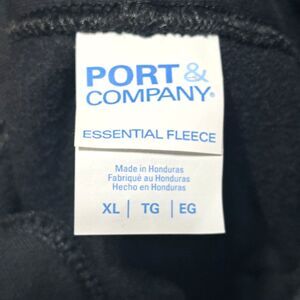 PORT &
COMPANY®
ESSENTIAL FLEECE
Made in Honduras
Fabriqué au Honduras
Hecho en Honduras
XL | TG | EG